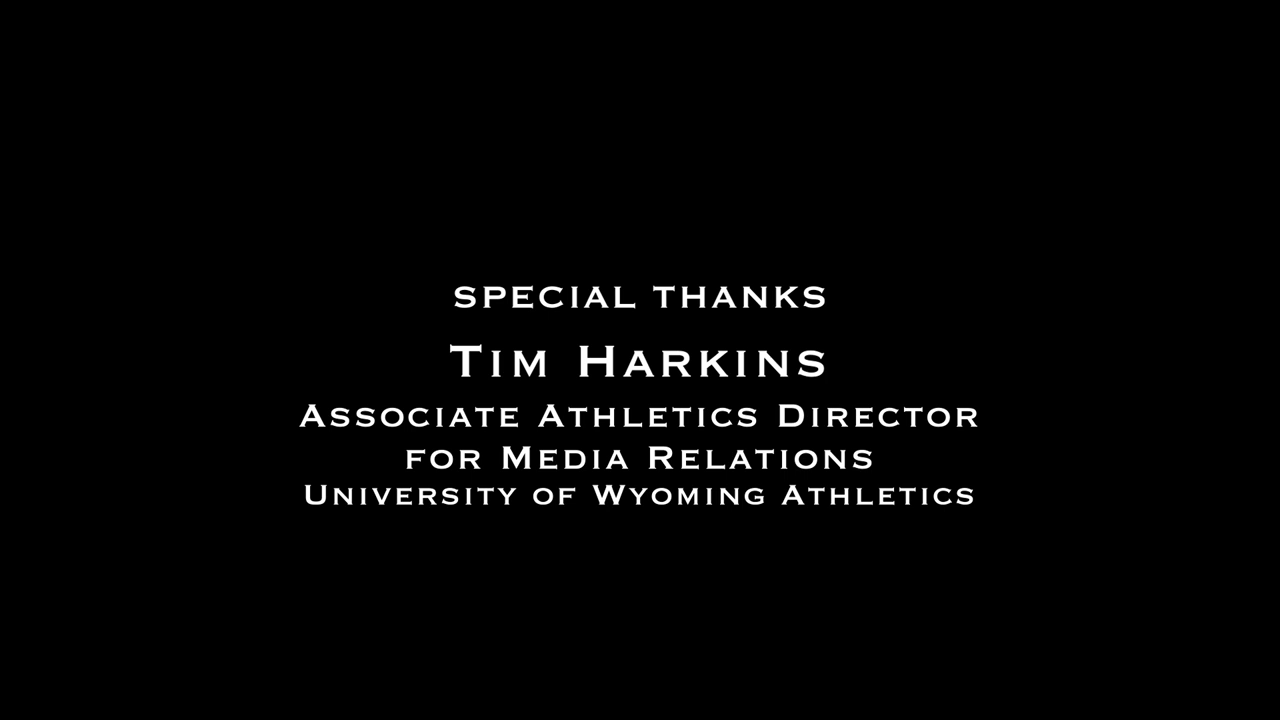 SPECIAL THANKS
TIM HARKINS
ASSOCIATE ATHLETICS DIRECTOR
FOR MEDIA RELATIONS
UNIVERSITY OF WYOMING ATHLETICS